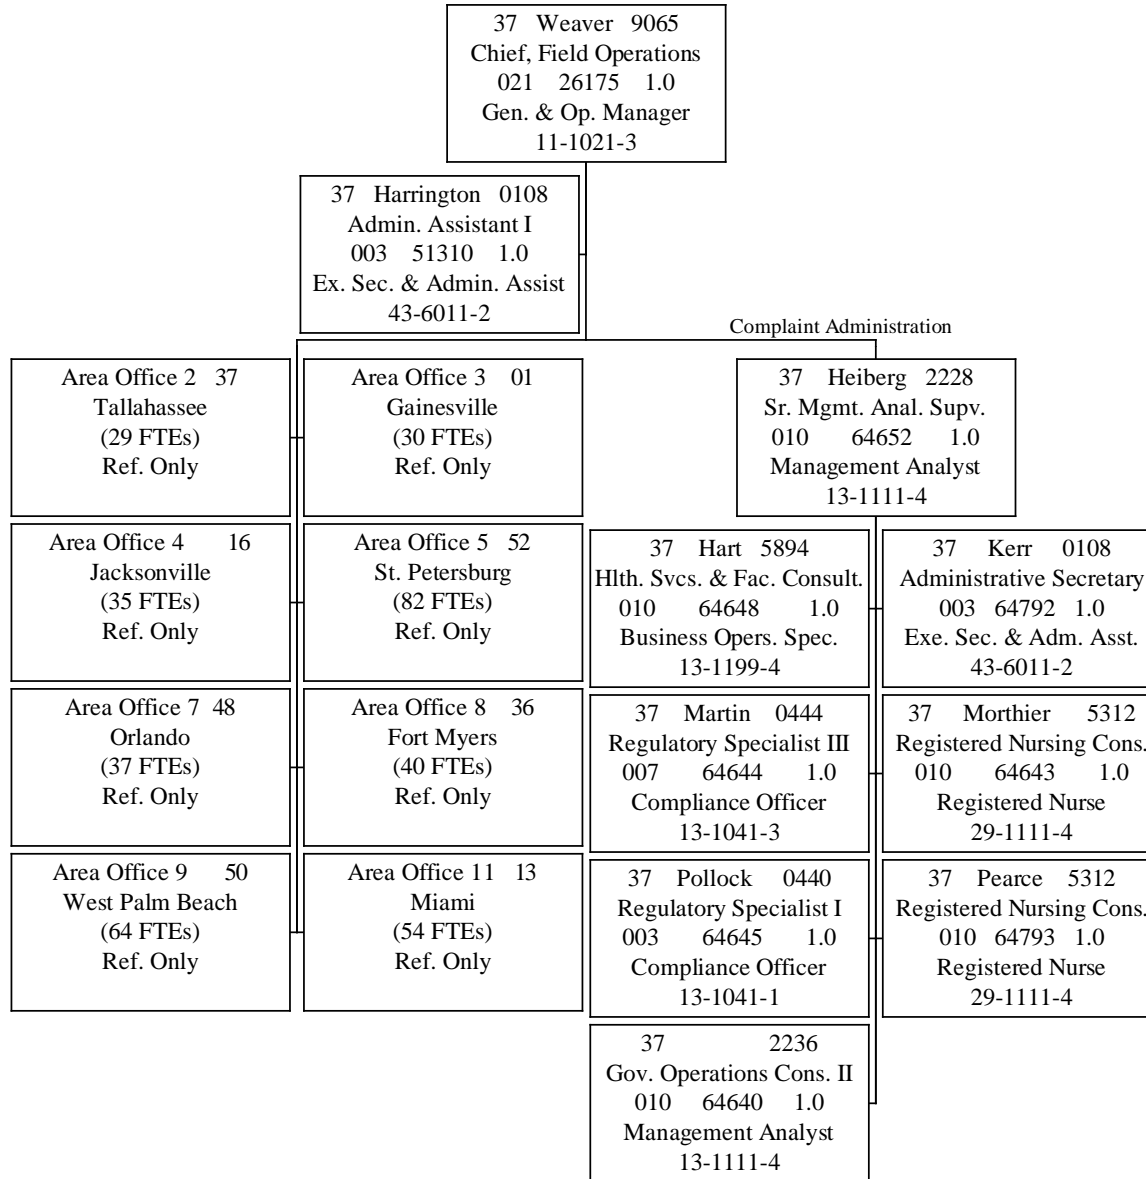 37 Weaver 9065
Chief, Field Operations
021 26175 1.0
Gen. & Op. Manager
11-1021-3
37 Harrington 0108
Admin. Assistant I
003 51310 1.0
Ex. Sec. & Admin. Assist
43-6011-2
Complaint Administration
Area Office 2 37
Tallahassee
(29 FTEs)
Ref. Only
Area Office 3 01
Gainesville
(30 FTEs)
Ref. Only
37 Heiberg 2228
Sr. Mgmt. Anal. Supv.
010 64652 1.0
Management Analyst
13-1111-4
Area Office 4 16
Jacksonville
(35 FTEs)
Ref. Only
Area Office 5 52
St. Petersburg
(82 FTEs)
Ref. Only
37 Hart 5894
Hlth. Svcs. & Fac. Consult.
010 64648 1.0
Business Opers. Spec.
13-1199-4
37 Kerr 0108
Administrative Secretary
003 64792 1.0
Exe. Sec. & Adm. Asst.
43-6011-2
Area Office 7 48
Orlando
(37 FTEs)
Ref. Only
Area Office 8 36
Fort Myers
(40 FTEs)
Ref. Only
37 Martin 0444
Regulatory Specialist III
007 64644 1.0
Compliance Officer
13-1041-3
37 Morthier 5312
Registered Nursing Cons.
010 64643 1.0
Registered Nurse
29-1111-4
Area Office 9 50
West Palm Beach
(64 FTEs)
Ref. Only
Area Office 11 13
Miami
(54 FTEs)
Ref. Only
37 Pollock 0440
Regulatory Specialist I
003 64645 1.0
Compliance Officer
13-1041-1
37 Pearce 5312
Registered Nursing Cons.
010 64793 1.0
Registered Nurse
29-1111-4
37 2236
Gov. Operations Cons. II
010 64640 1.0
Management Analyst
13-1111-4